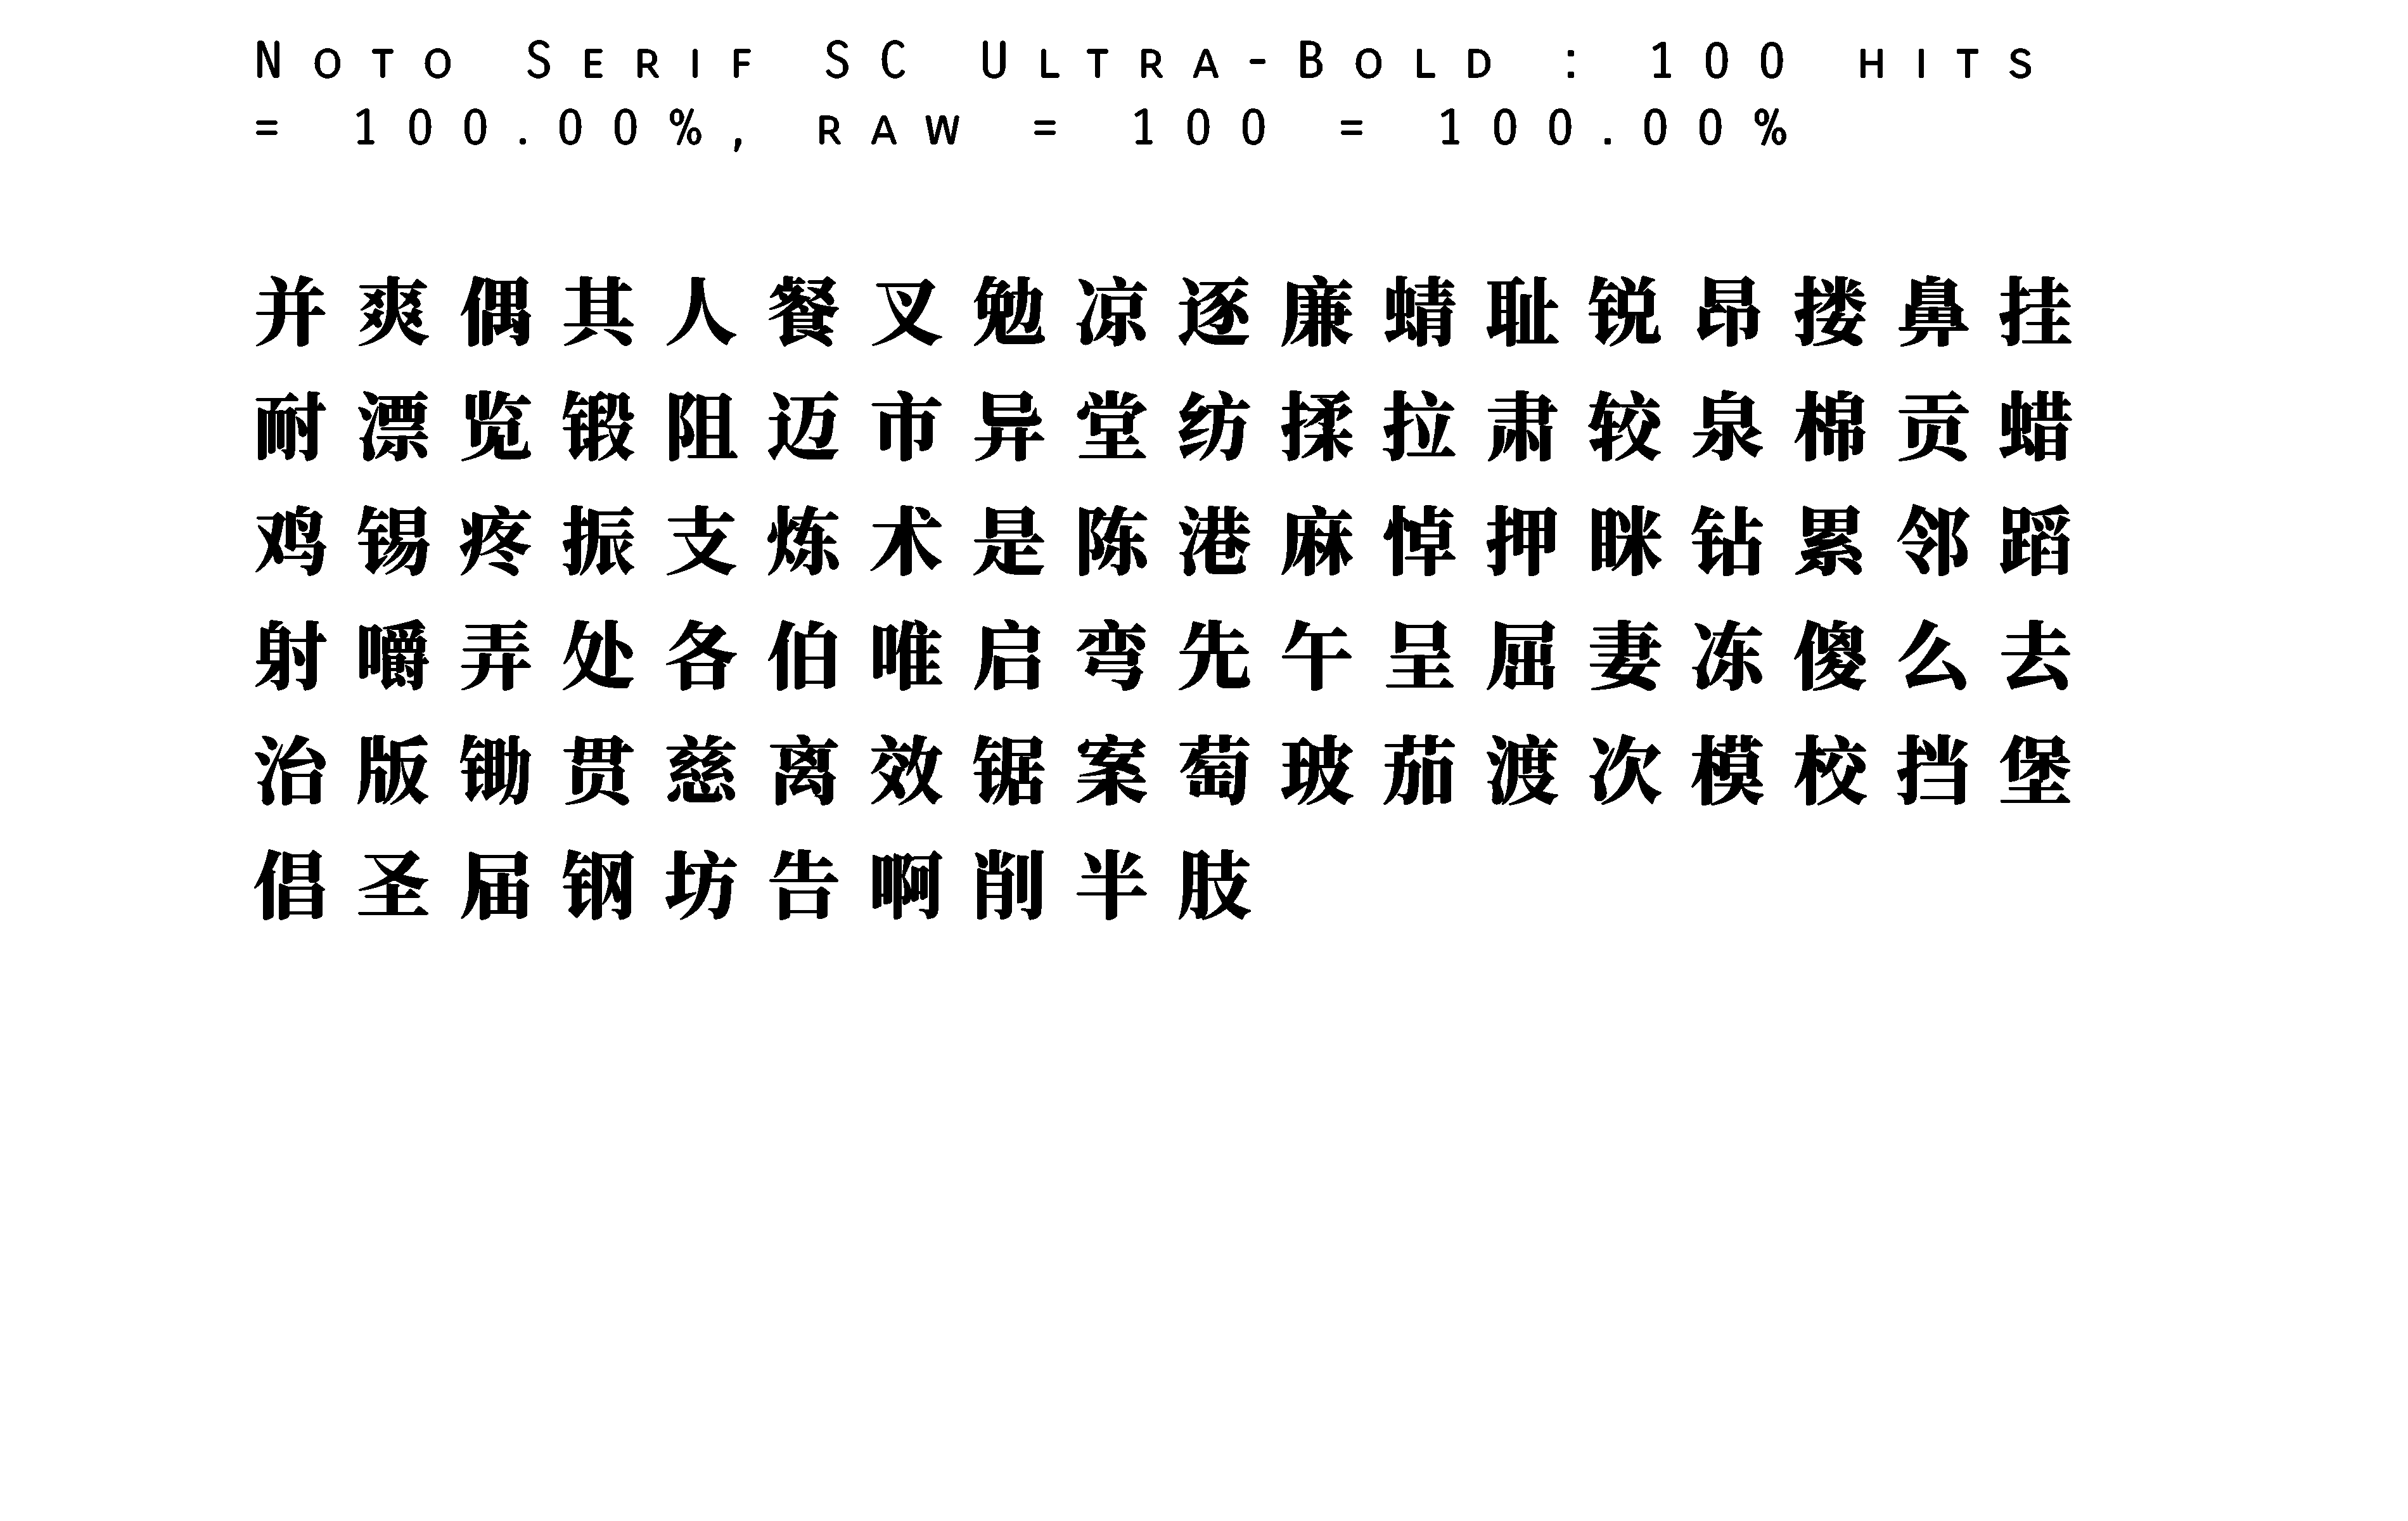 Noto Serif SC Ultra-Bold : 100 hits
= 100.00%, raw = 100 = 100.00%
并爽偶其人餐叉勉凉逐廉蜻耻锐昂搂鼻挂
耐漂览锻阻迈市异堂纺揉拉肃较泉棉贡蜡
鸡锡疼振支炼术是陈港麻悼押眯钻累邻蹈
射嚼弄处各伯唯启弯先午呈屈妻冻傻么去
治版锄贯慈离效锯案萄玻茄渡次模校挡堡
倡圣届钢坊告啊削半肢